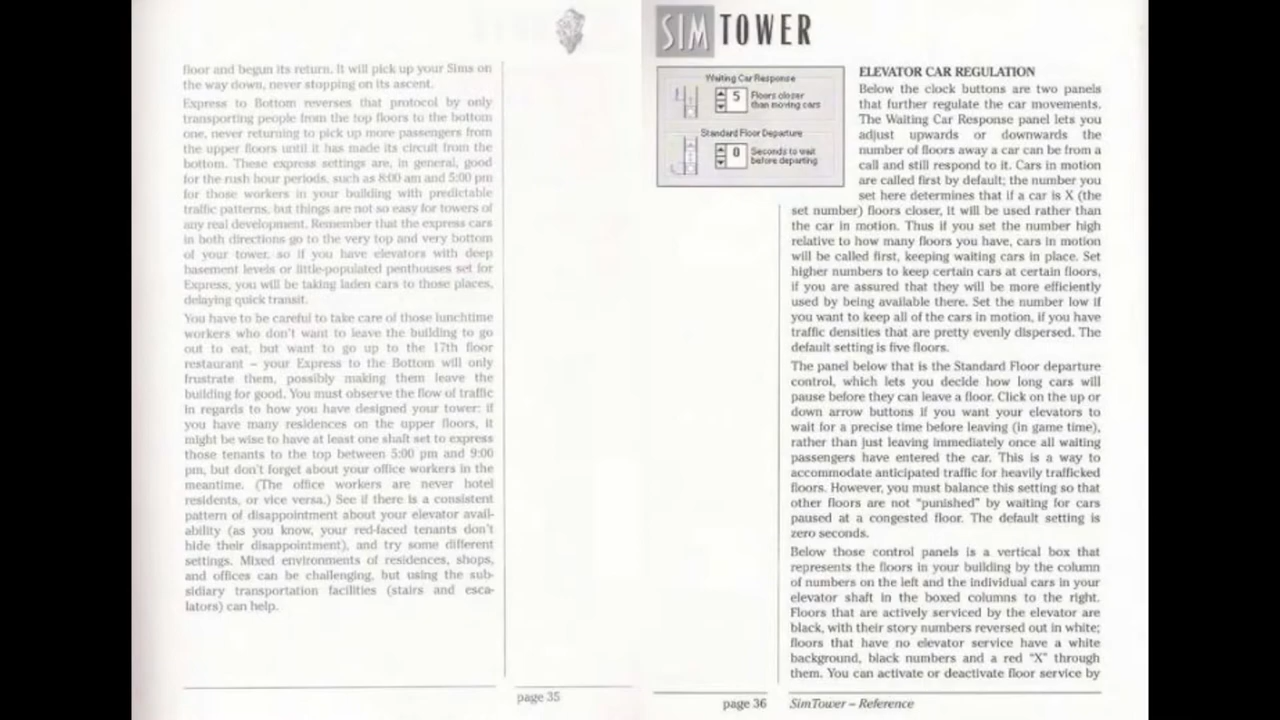 floor and begun its return. It will pick up your Sims on
the way down, never stopping on its ascent.
Express to Bottom reverses that protocol by only
transporting people from the top floors to the bottom
one, never returning to pick up more passengers from
the upper floors until it has made its circuit from the
bottom. These express settings are, in general, good
for the rush hour periods, such as 8:00 am and 5:00 pm
for those workers in your building with predictable
traffic patterns, but things are not so easy for towers of
any real development. Remember that the express cars
in both directions go to the very top and very bottom
of your tower, so if you have elevators with deep
basement levels or little-populated penthouses set for
Express, you will be taking laden cars to those places,
delaying quick transit.
You have to be careful to take care of those lunchtime
workers who don't want to leave the building to go
out to eat, but want to go up to the 17th floor
restaurant – your Express to the Bottom will only
frustrate them, possibly making them leave the
building for good. You must observe the flow of traffic
in regards to how you have designed your tower: if
you have many residences on the upper floors, it
might be wise to have at least one shaft set to express
those tenants to the top between 5:00 pm and 9:00
pm, but don't forget about your office workers in the
meantime. (The office workers are never hotel
residents, or vice versa.) See if there is a consistent
pattern of disappointment about your elevator avail-
ability (as you know, your red-faced tenants don't
hide their disappointment), and try some different
settings. Mixed environments of residences, shops,
and offices can be challenging, but using the sub-
sidiary transportation facilities (stairs and esca-
lators) can help.
page 35
SIM TOWER
Waiting Car Response
5 Floors closer
than moving cars
Standard Floor Departure
0 Seconds to wait
before departing
ELEVATOR CAR REGULATION
Below the clock buttons are two panels
that further regulate the car movements.
The Waiting Car Response panel lets you
adjust upwards or downwards the
number of floors away a car can be from a
call and still respond to it. Cars in motion
are called first by default; the number you
set here determines that if a car is X (the
set number) floors closer, it will be used rather than
the car in motion. Thus if you set the number high
relative to how many floors you have, cars in motion
will be called first, keeping waiting cars in place. Set
higher numbers to keep certain cars at certain floors,
if you are assured that they will be more efficiently
used by being available there. Set the number low if
you want to keep all of the cars in motion, if you have
traffic densities that are pretty evenly dispersed. The
default setting is five floors.
The panel below that is the Standard Floor departure
control, which lets you decide how long cars will
pause before they can leave a floor. Click on the up or
down arrow buttons if you want your elevators to
wait for a precise time before leaving (in game time),
rather than just leaving immediately once all waiting
passengers have entered the car. This is a way to
accommodate anticipated traffic for heavily trafficked
floors. However, you must balance this setting so that
other floors are not "punished" by waiting for cars
paused at a congested floor. The default setting is
zero seconds.
Below those control panels is a vertical box that
represents the floors in your building by the column
of numbers on the left and the individual cars in your
elevator shaft in the boxed columns to the right.
Floors that are actively serviced by the elevator are
black, with their story numbers reversed out in white;
floors that have no elevator service have a white
background, black numbers and a red "X" through
them. You can activate or deactivate floor service by
page 36
SimTower – Reference